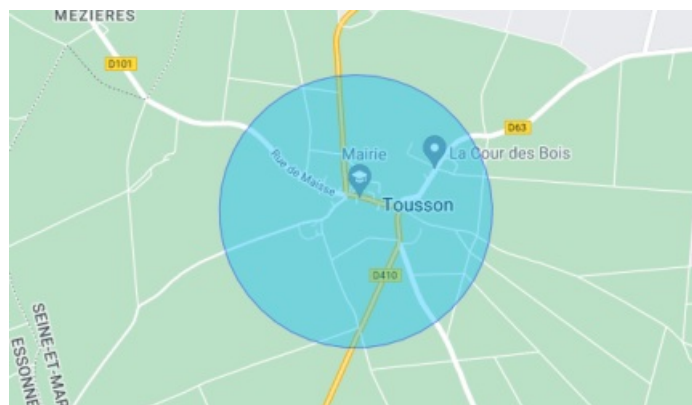 MEZIERES
D101
D63
Mairie
La Cour des Bois
Rue de Maisse
Tousson
D410
SEINE-ET-MAR
ESSONNE